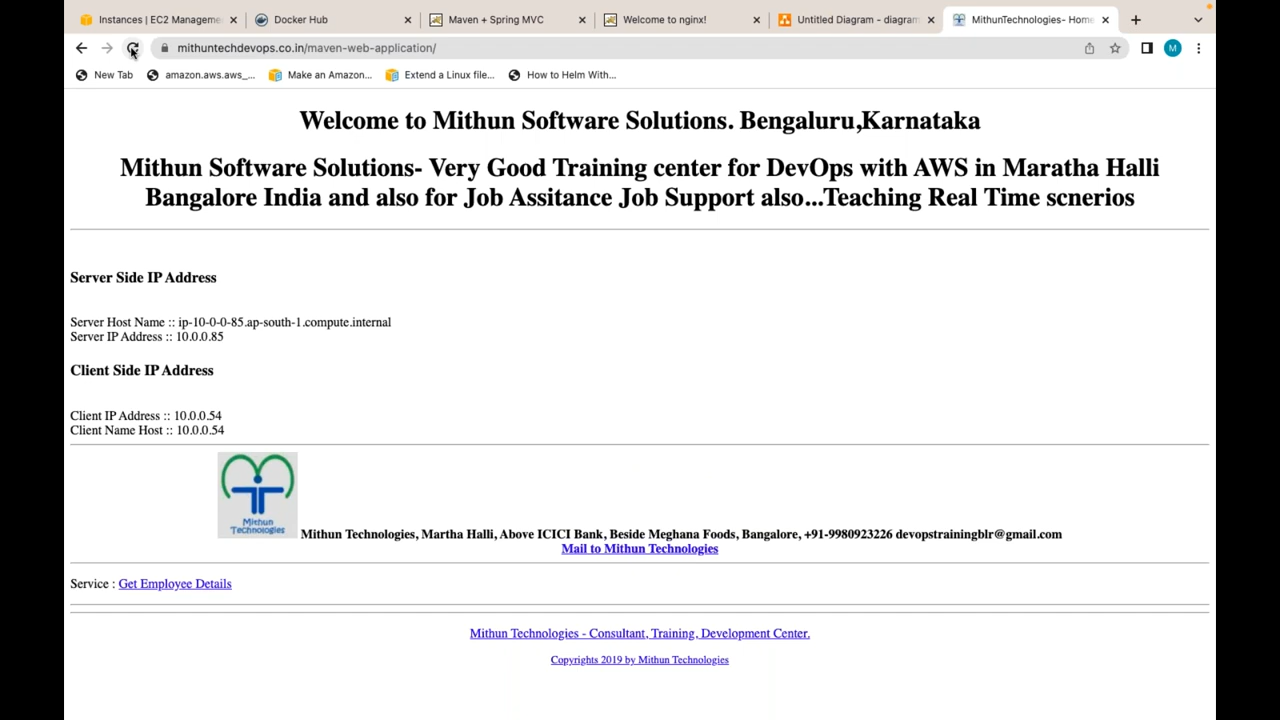 Instances | EC2 Manageme
Docker Hub
Maven + Spring MVC
Welcome to nginx!
Untitled Diagram - diagram
MithunTechnologies- Home
mithuntechdevops.co.in/maven-web-application/
M
New Tab
amazon.aws.aws_...
Make an Amazon...
Extend a Linux file...
How to Helm With...
Welcome to Mithun Software Solutions. Bengaluru,Karnataka
Mithun Software Solutions- Very Good Training center for DevOps with AWS in Maratha Halli
Bangalore India and also for Job Assitance Job Support also...Teaching Real Time scnerios
Server Side IP Address
Server Host Name :: ip-10-0-0-85.ap-south-1.compute.internal
Server IP Address :: 10.0.0.85
Client Side IP Address
Client IP Address :: 10.0.0.54
Client Name Host :: 10.0.0.54
Mithun
Technologies
Mithun Technologies, Martha Halli, Above ICICI Bank, Beside Meghana Foods, Bangalore, +91-9980923226 devopstrainingblr@gmail.com
Mail to Mithun Technologies
Service : Get Employee Details
Mithun Technologies - Consultant, Training, Development Center.
Copyrights 2019 by Mithun Technologies